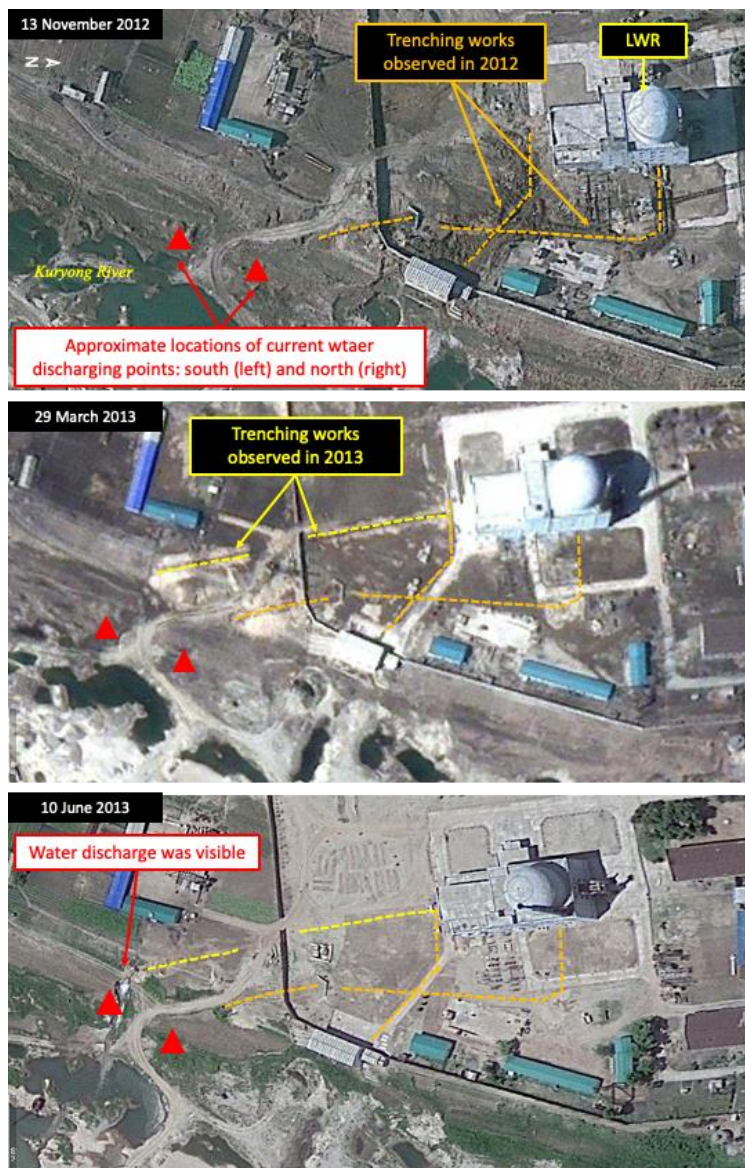 13 November 2012
N
Trenching works
observed in 2012
LWR
Kuryong River
Approximate locations of current wtaer
discharging points: south (left) and north (right)
29 March 2013
Trenching works
observed in 2013
10 June 2013
Water discharge was visible